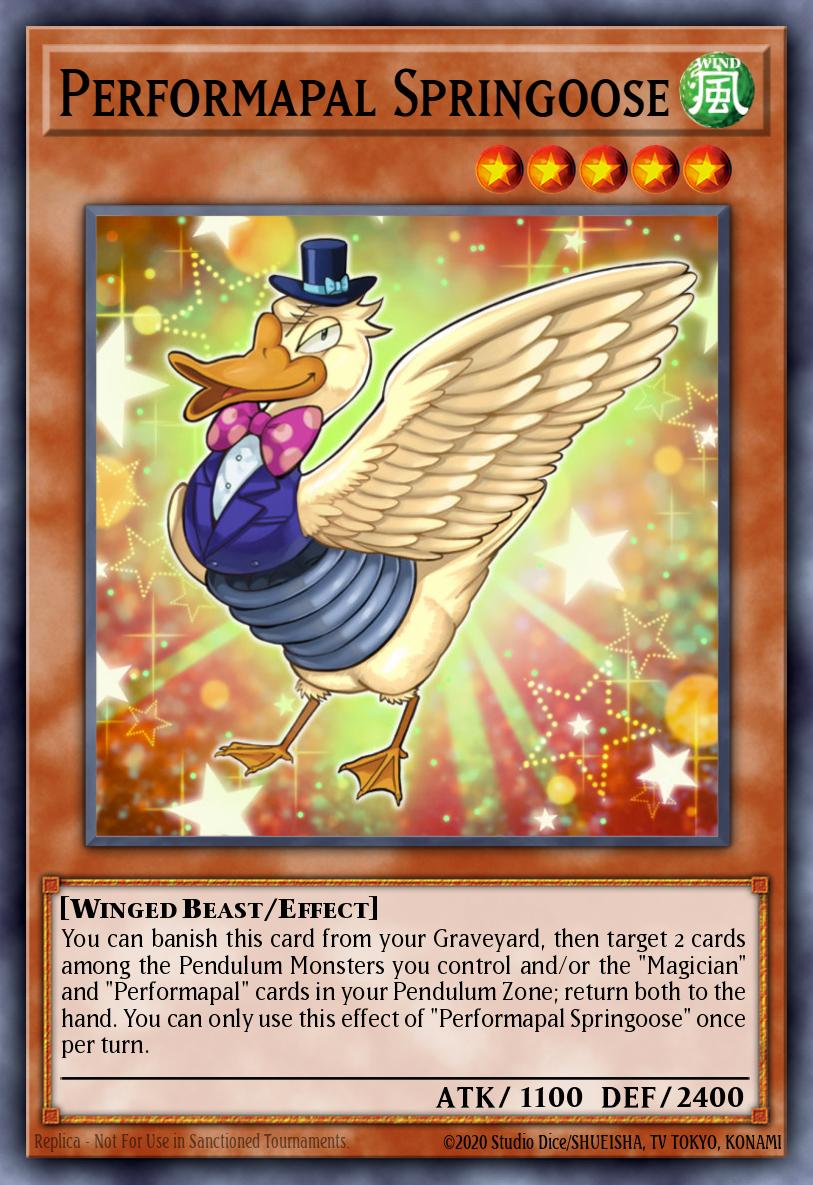 Performapal Springoose
WIND
風
[Winged Beast/Effect]
You can banish this card from your Graveyard, then target 2 cards
among the Pendulum Monsters you control and/or the "Magician"
and "Performapal" cards in your Pendulum Zone; return both to the
hand. You can only use this effect of "Performapal Springoose" once
per turn.
ATK/ 1100 DEF/2400
Replica - Not For Use in Sanctioned Tournaments.
©2020 Studio Dice/SHUEISHA, TV TOKYO, KONAMI